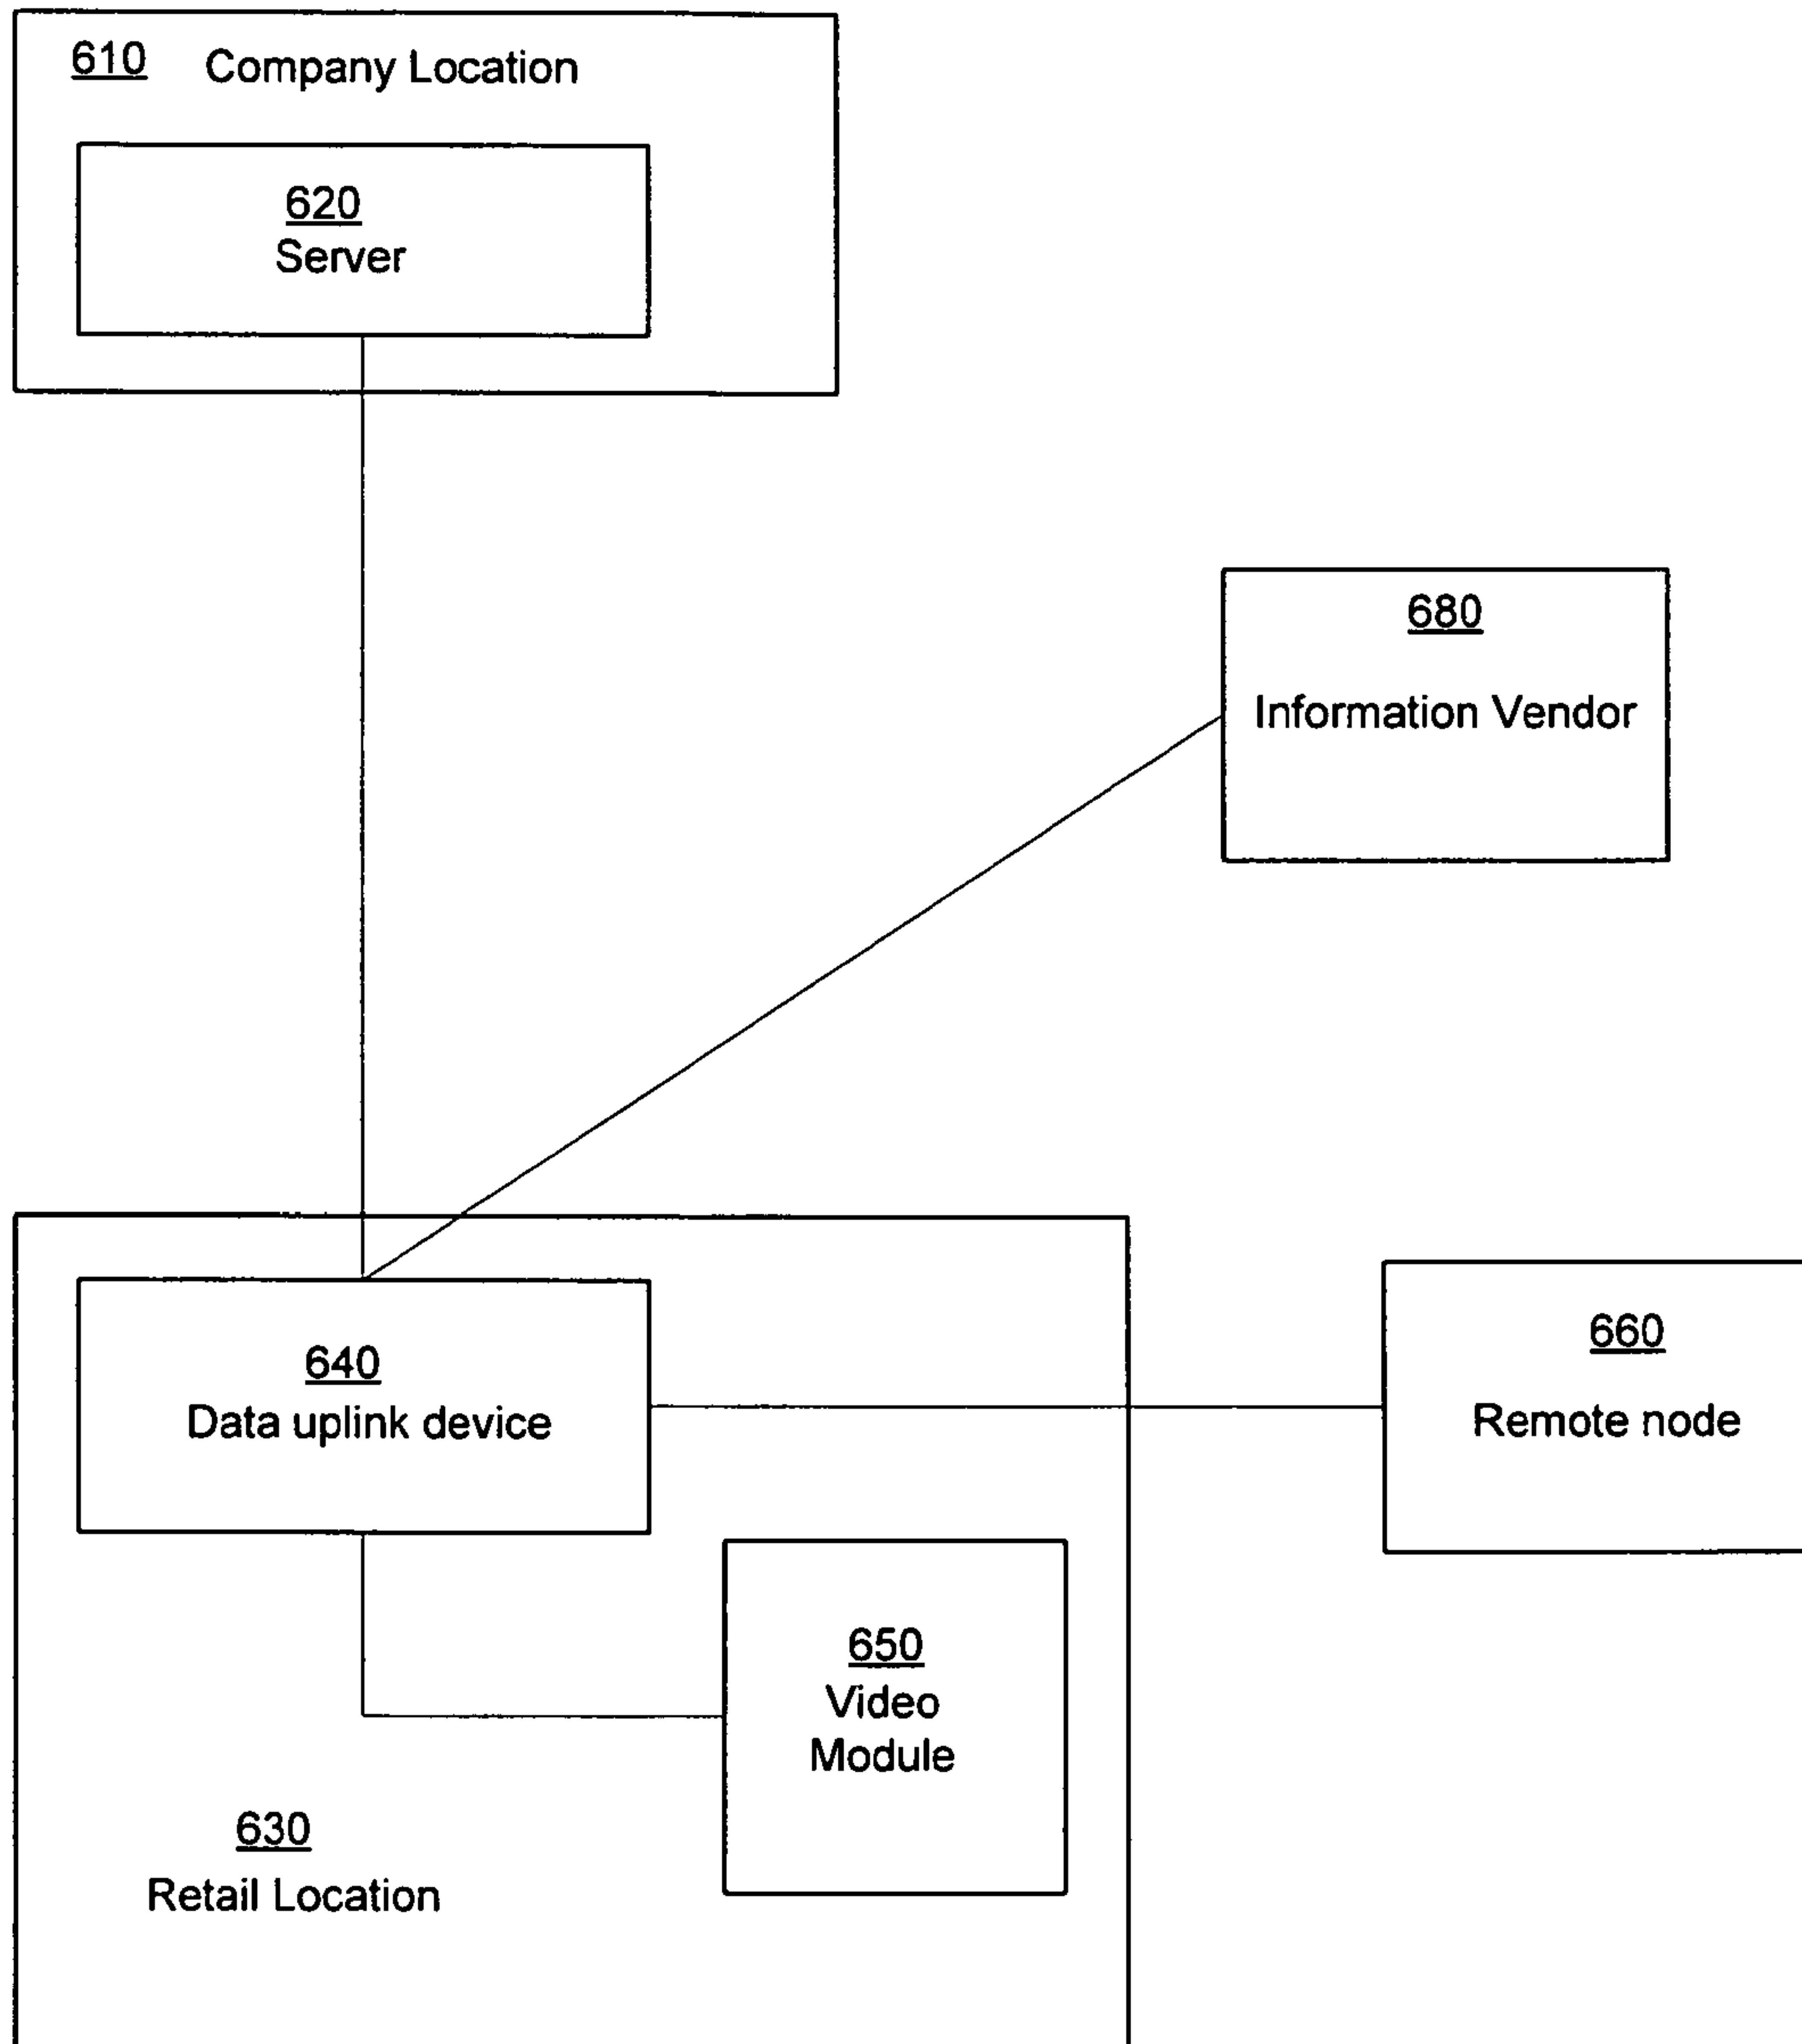 610 Company Location
620
Server
680
Information Vendor
640
Data uplink device
660
Remote node
650
Video
Module
630
Retail Location